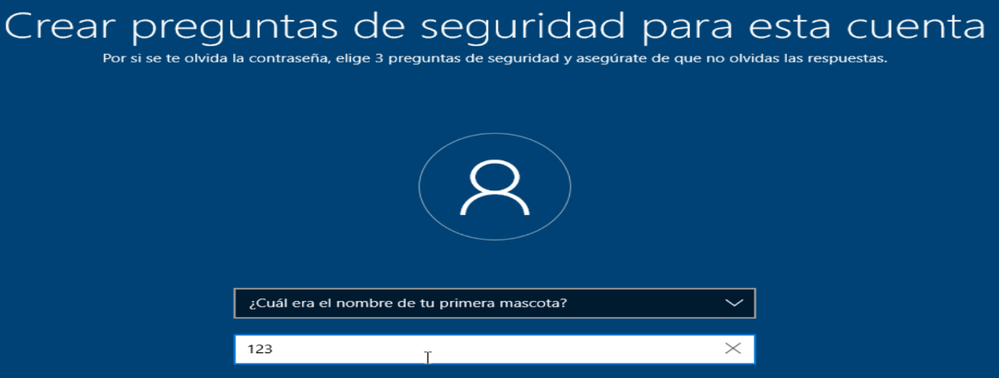 Crear preguntas de seguridad para esta cuenta
Por si se te olvida la contraseña, elige 3 preguntas de seguridad y asegúrate de que no olvidas las respuestas.
¿Cuál era el nombre de tu primera mascota?
123